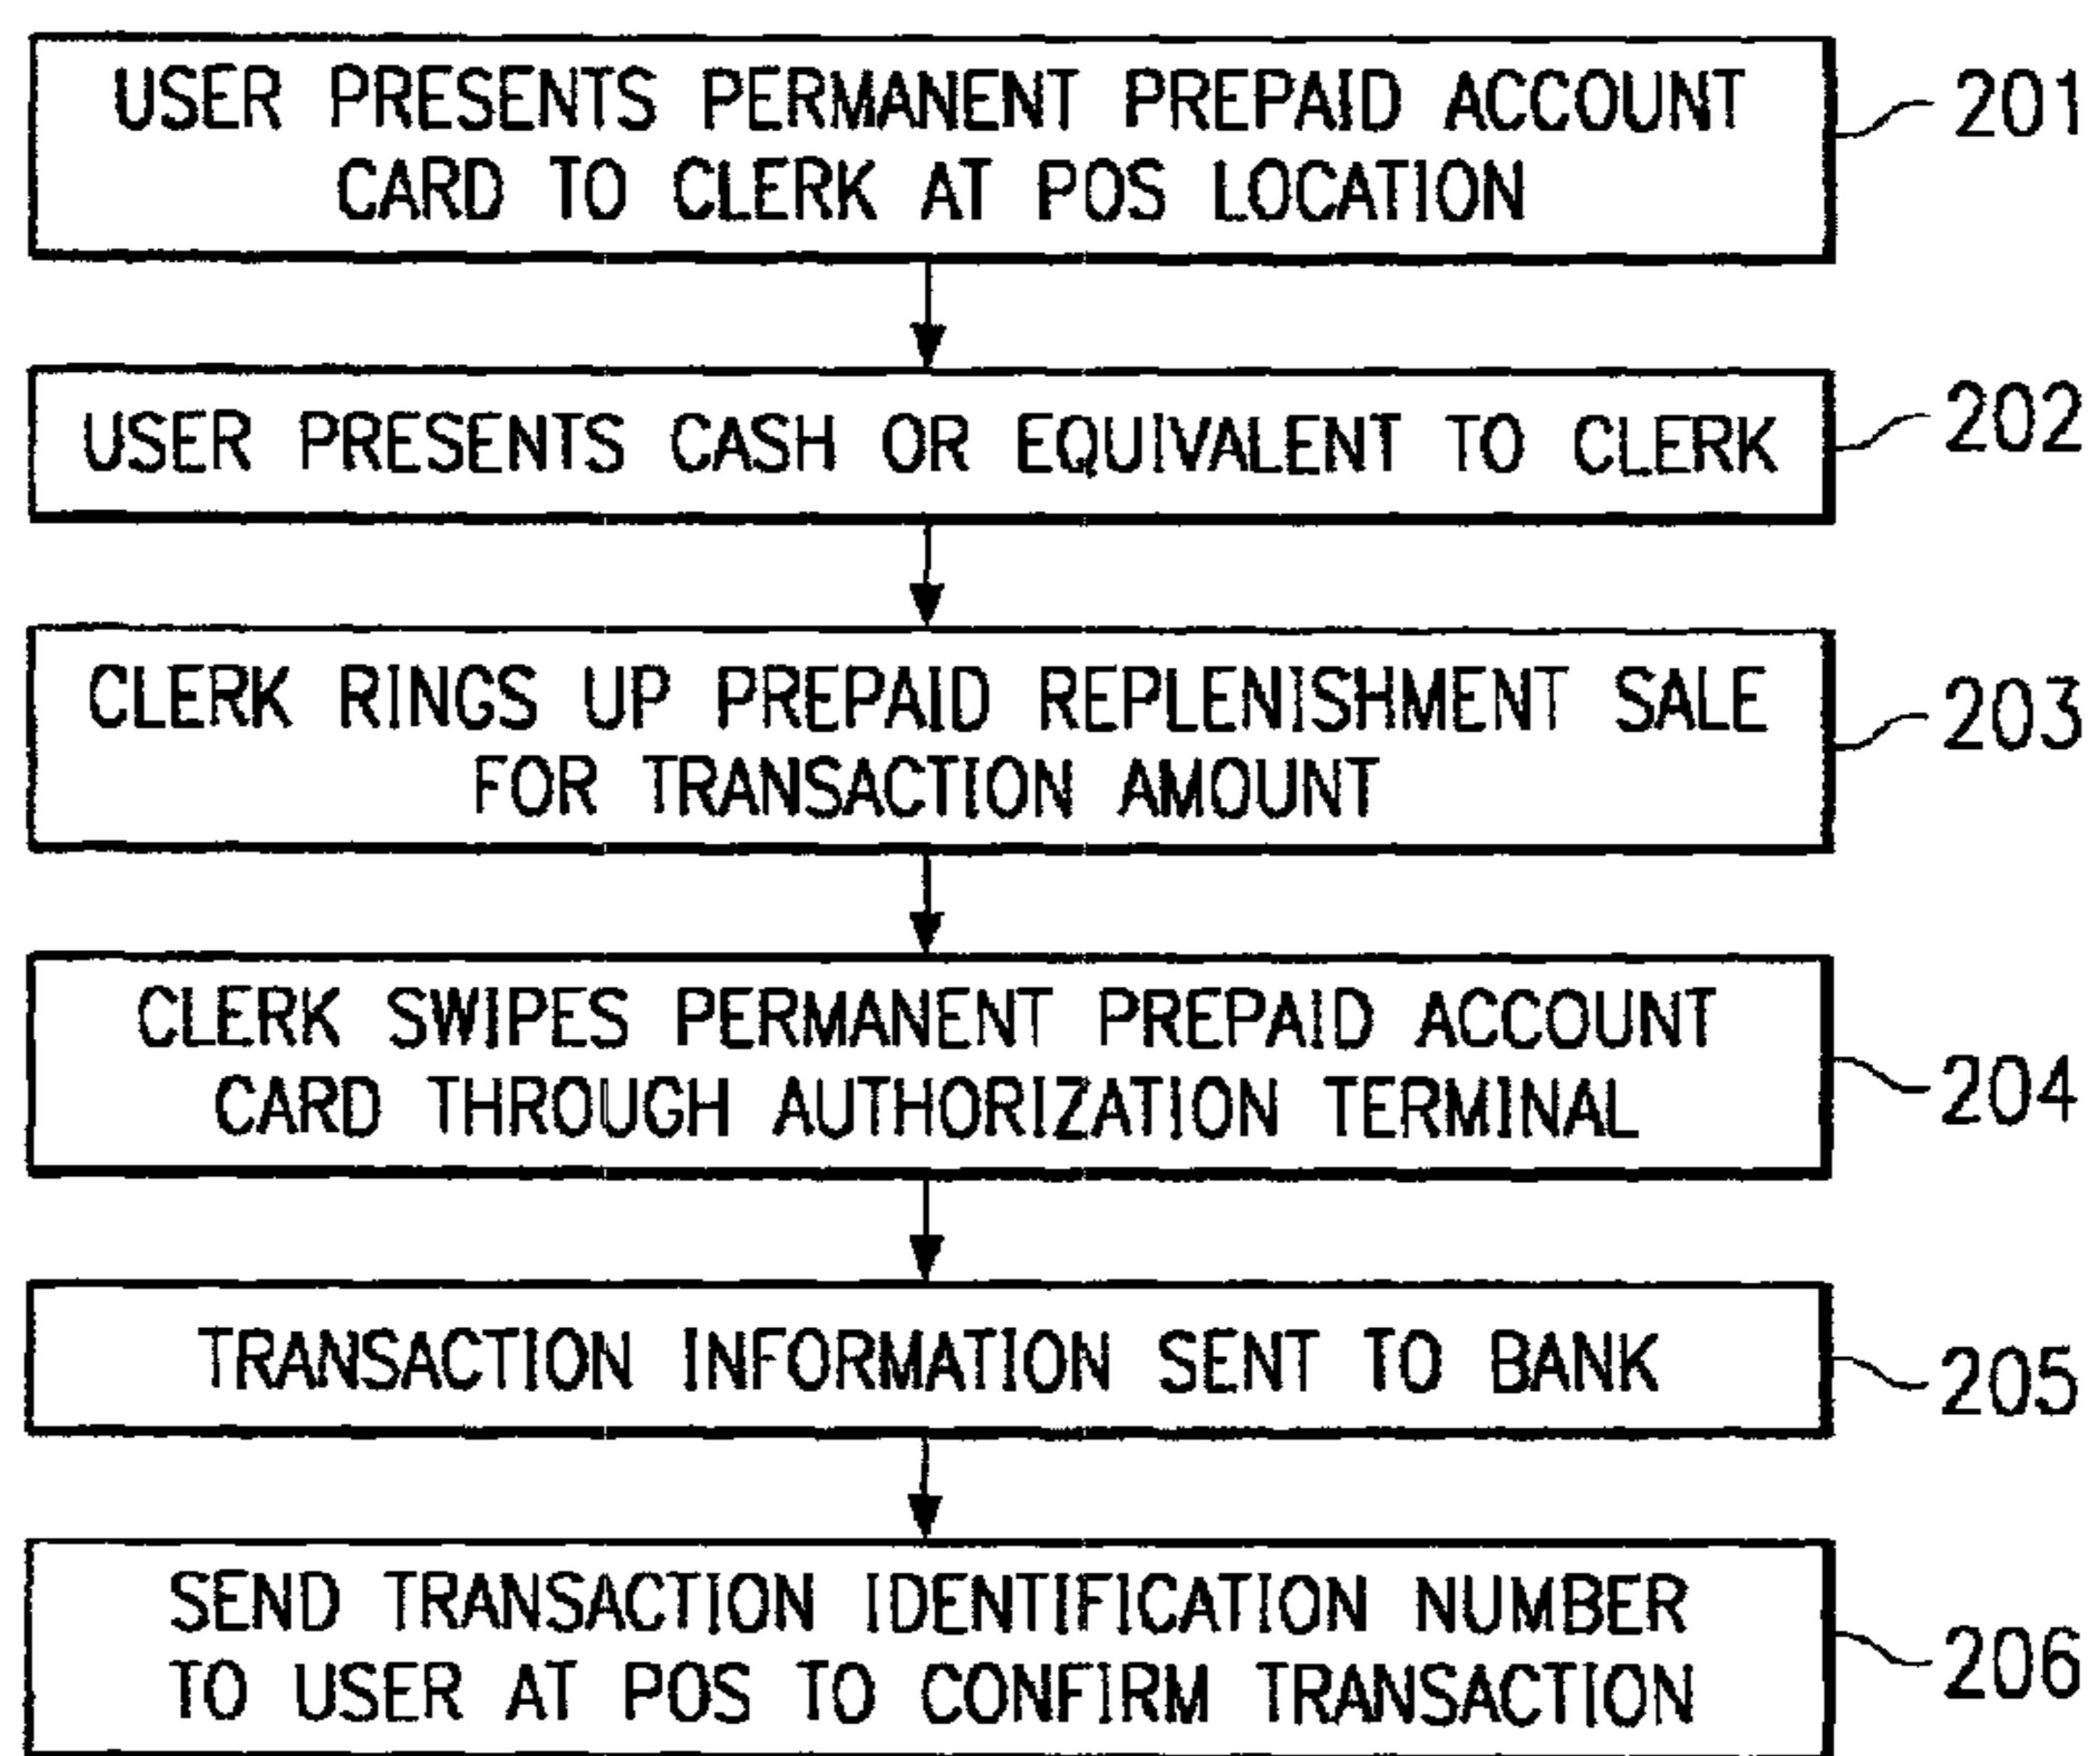 USER PRESENTS PERMANENT PREPAID ACCOUNT
CARD TO CLERK AT POS LOCATION
201
USER PRESENTS CASH OR EQUIVALENT TO CLERK
202
CLERK RINGS UP PREPAID REPLENISHMENT SALE
FOR TRANSACTION AMOUNT
203
CLERK SWIPES PERMANENT PREPAID ACCOUNT
CARD THROUGH AUTHORIZATION TERMINAL
204
TRANSACTION INFORMATION SENT TO BANK
205
SEND TRANSACTION IDENTIFICATION NUMBER
TO USER AT POS TO CONFIRM TRANSACTION
206